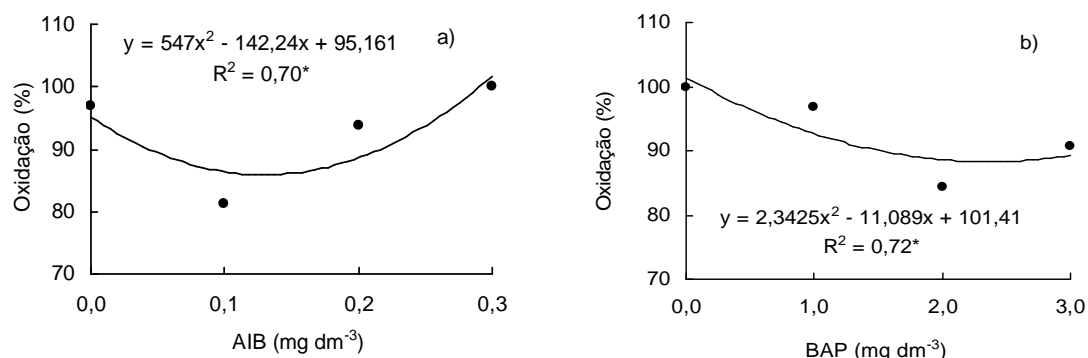 110
y = 547x² - 142,24x + 95,161
a)
R² = 0,70*
100
90
80
70
Oxidação (%)
0,0 0,1 0,2 0,3
AIB (mg dm⁻³)
110
b)
100
90
80
70
Oxidação (%)
y = 2,3425x² - 11,089x + 101,41
R² = 0,72*
0,0 1,0 2,0 3,0
BAP (mg dm⁻³)